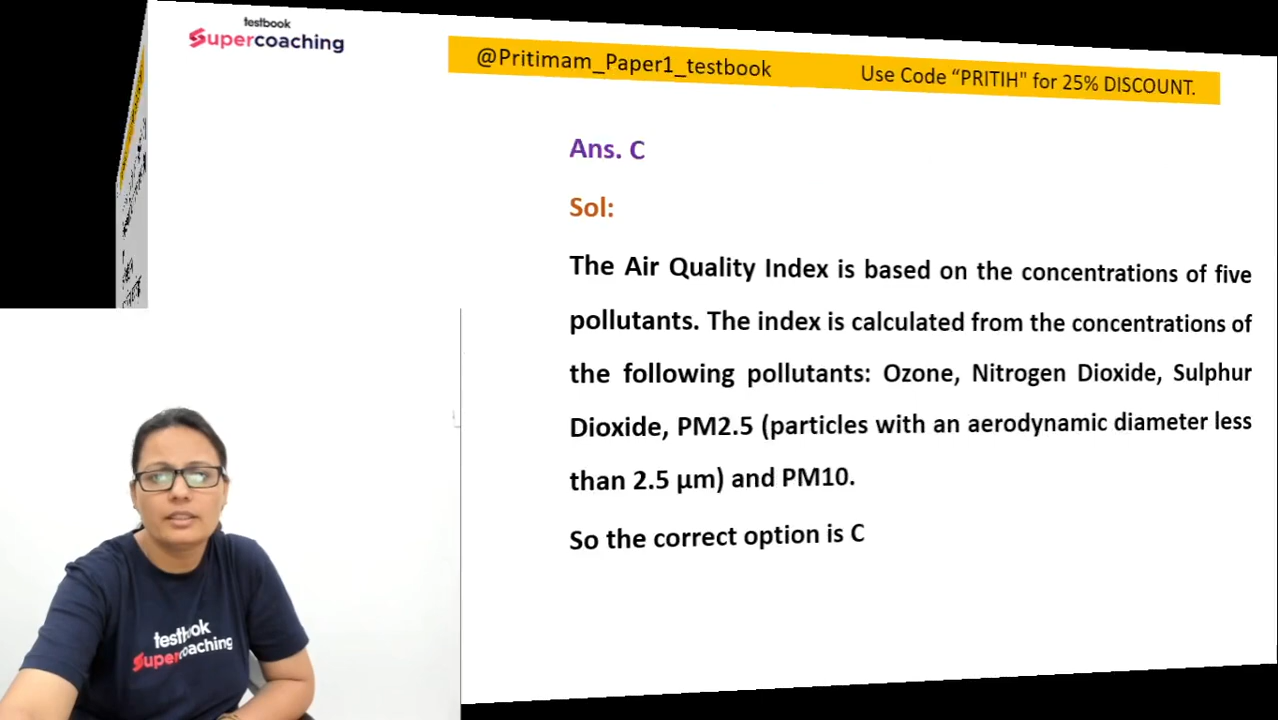 testbook
Supercoaching
@Pritimam_Paper1_testbook Use Code “PRITIH" for 25% DISCOUNT.
Ans. C
Sol:
The Air Quality Index is based on the concentrations of five
pollutants. The index is calculated from the concentrations of
the following pollutants: Ozone, Nitrogen Dioxide, Sulphur
Dioxide, PM2.5 (particles with an aerodynamic diameter less
than 2.5 µm) and PM10.
So the correct option is C
testbook
Supercoaching